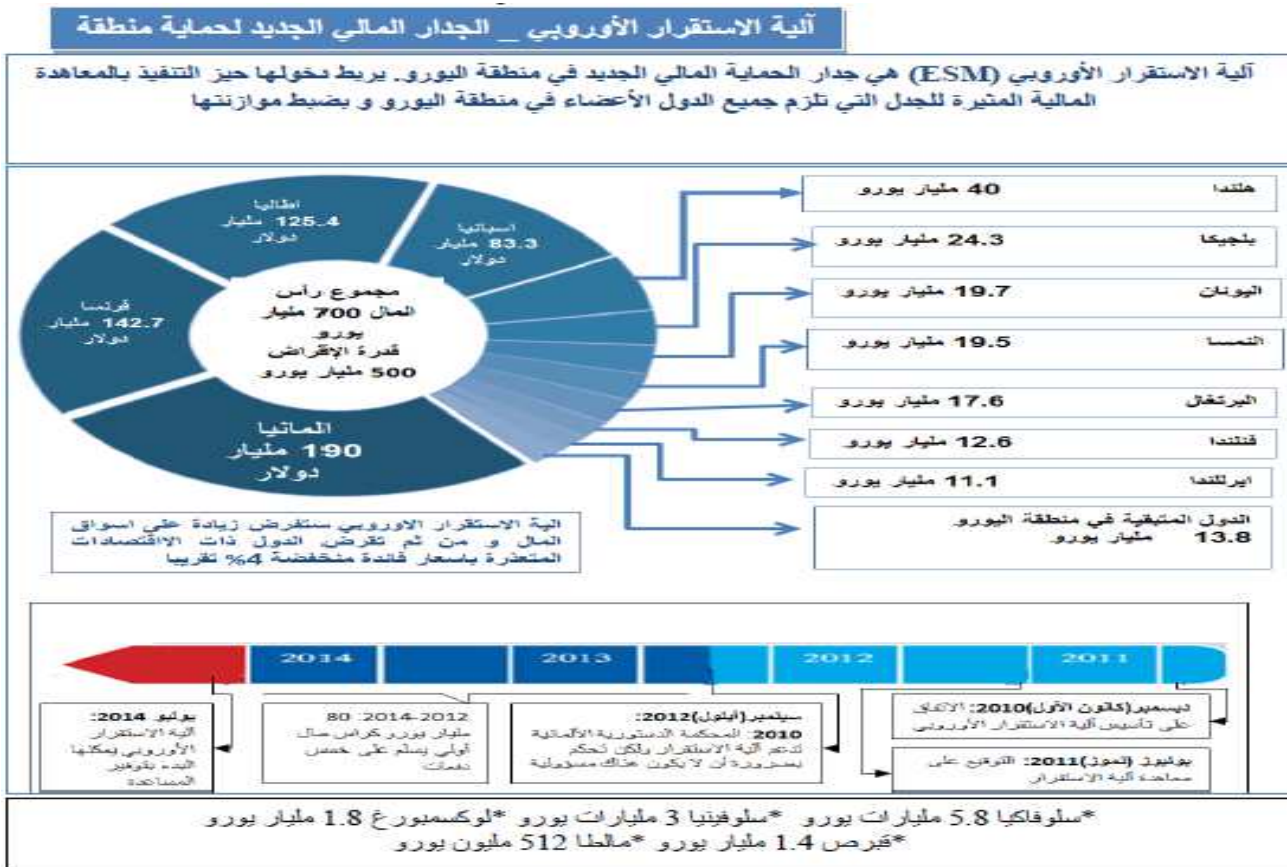 آلية الاستقرار الأوروبي _ الجدار المالي الجديد لحماية منطقة
آلية الاستقرار الأوروبي (ESM) هي جدار الحماية المالي الجديد في منطقة اليورو. يربط دخولها حيز التنفيذ بالمعاهدة
المالية المثيرة للجدل التي تلزم جميع الدول الأعضاء في منطقة اليورو و بضبط موازنتها
اطاليا
125.4 مليار
دولار
اسبانيا
83.3 مليار
دولار
فرنسا
142.7 مليار
دولار
المانيا
190 مليار
دولار
مجموع رأس
المال 700 مليار
يورو
قدرة الإقراض
500 مليار يورو
هلندا 40 مليار يورو
بلجيكا 24.3 مليار يورو
اليونان 19.7 مليار يورو
النمسا 19.5 مليار يورو
البرتغال 17.6 مليار يورو
فنلندا 12.6 مليار يورو
ايرلندا 11.1 مليار يورو
الدول المتبقية في منطقة اليورو
13.8 مليار يورو
الية الاستقرار الاوروبي ستفرض زيادة على اسواق
المال و من ثم تقرض الدول ذات الااقتصادات
المتعثرة باسعار فائدة منخفضة 4% تقريبا
2011
2012
2013
2014
ديسمبر(كانون الأول)2010: الاتفاق
على تأسيس آلية الاستقرار الأوروبي
يوليوز (تموز)2011: التوقيع على
معاهدة آلية الاستقرار
سبتمبر(أيلول)2012:
2010: المحكمة الدستورية الألمانية
تدعم آلية الاستقرار ولكن تحكم
بضرورة أن لا يكون هناك مسؤولية
2012-2014: 80
مليار يورو كراس مال
أولي يسلم على خمس
دفعات
يوليو 2014:
آلية الاستقرار
الأوروبي يمكنها
البدء بتوفير
المساعدة
*سلوفاكيا 5.8 مليارات يورو *سلوفينيا 3 مليارات يورو *لوكسمبورغ 1.8 مليار يورو
*قبرص 1.4 مليار يورو *مالطا 512 مليون يورو